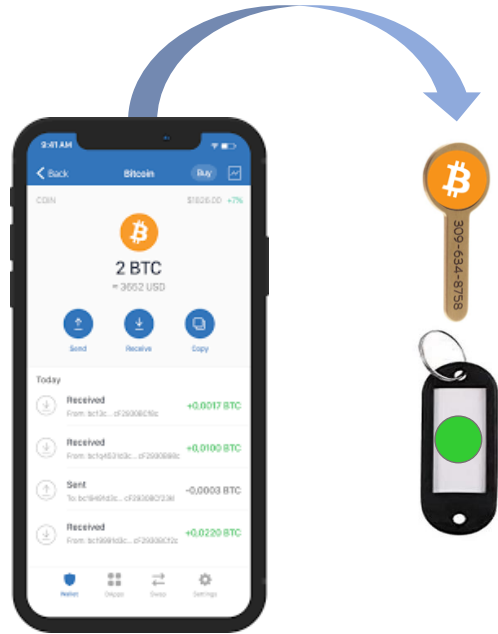 9:41 AM
Back
Bitcoin
Buy
COIN
+7%
2 BTC
≈ 3652 USD
Send
Receive
Copy
Today
Received
+0,0017 BTC
Received
+0,0100 BTC
Sent
-0,0003 BTC
Received
+0,0220 BTC
Wallet
DApps
Swap
Settings
309-634-8758